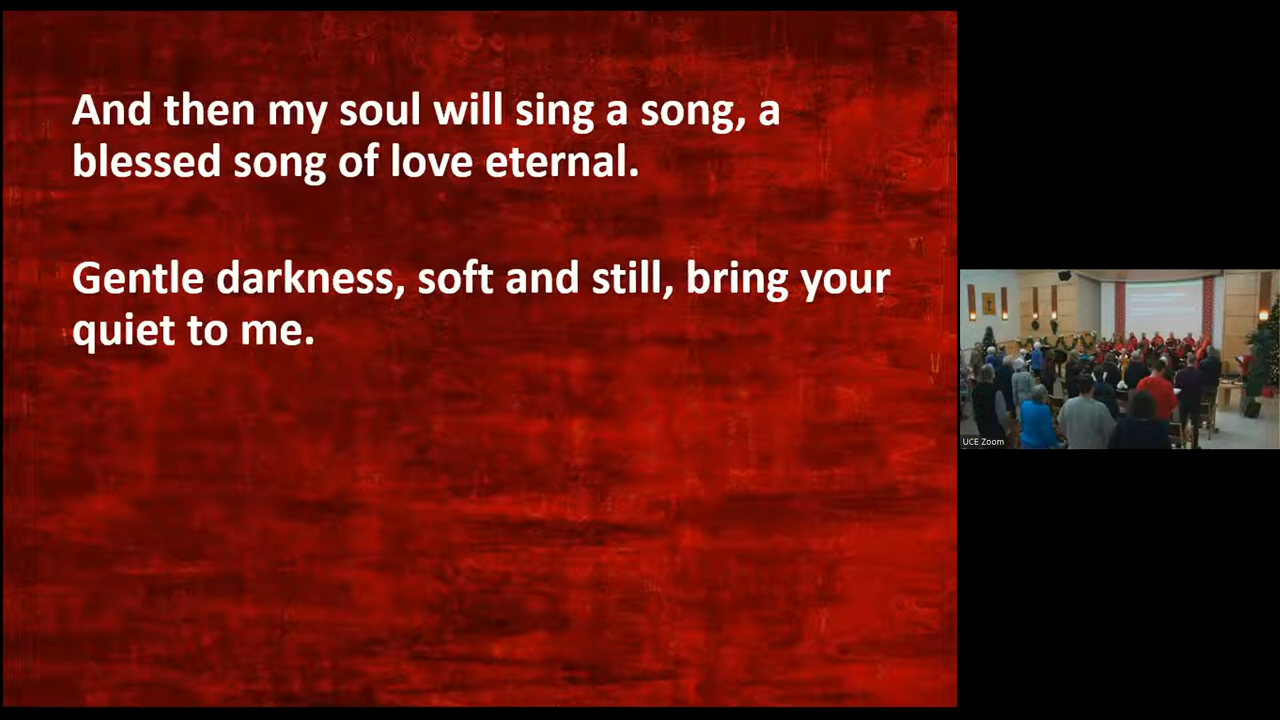 And then my soul will sing a song, a
blessed song of love eternal.
Gentle darkness, soft and still, bring your
quiet to me.
UCE Zoom